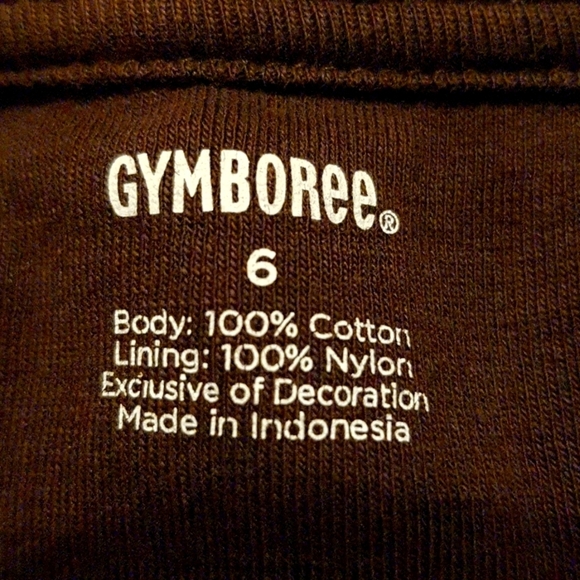 GYMBORee®
6
Body: 100% Cotton
Lining: 100% Nylon
Exclusive of Decoration
Made in Indonesia